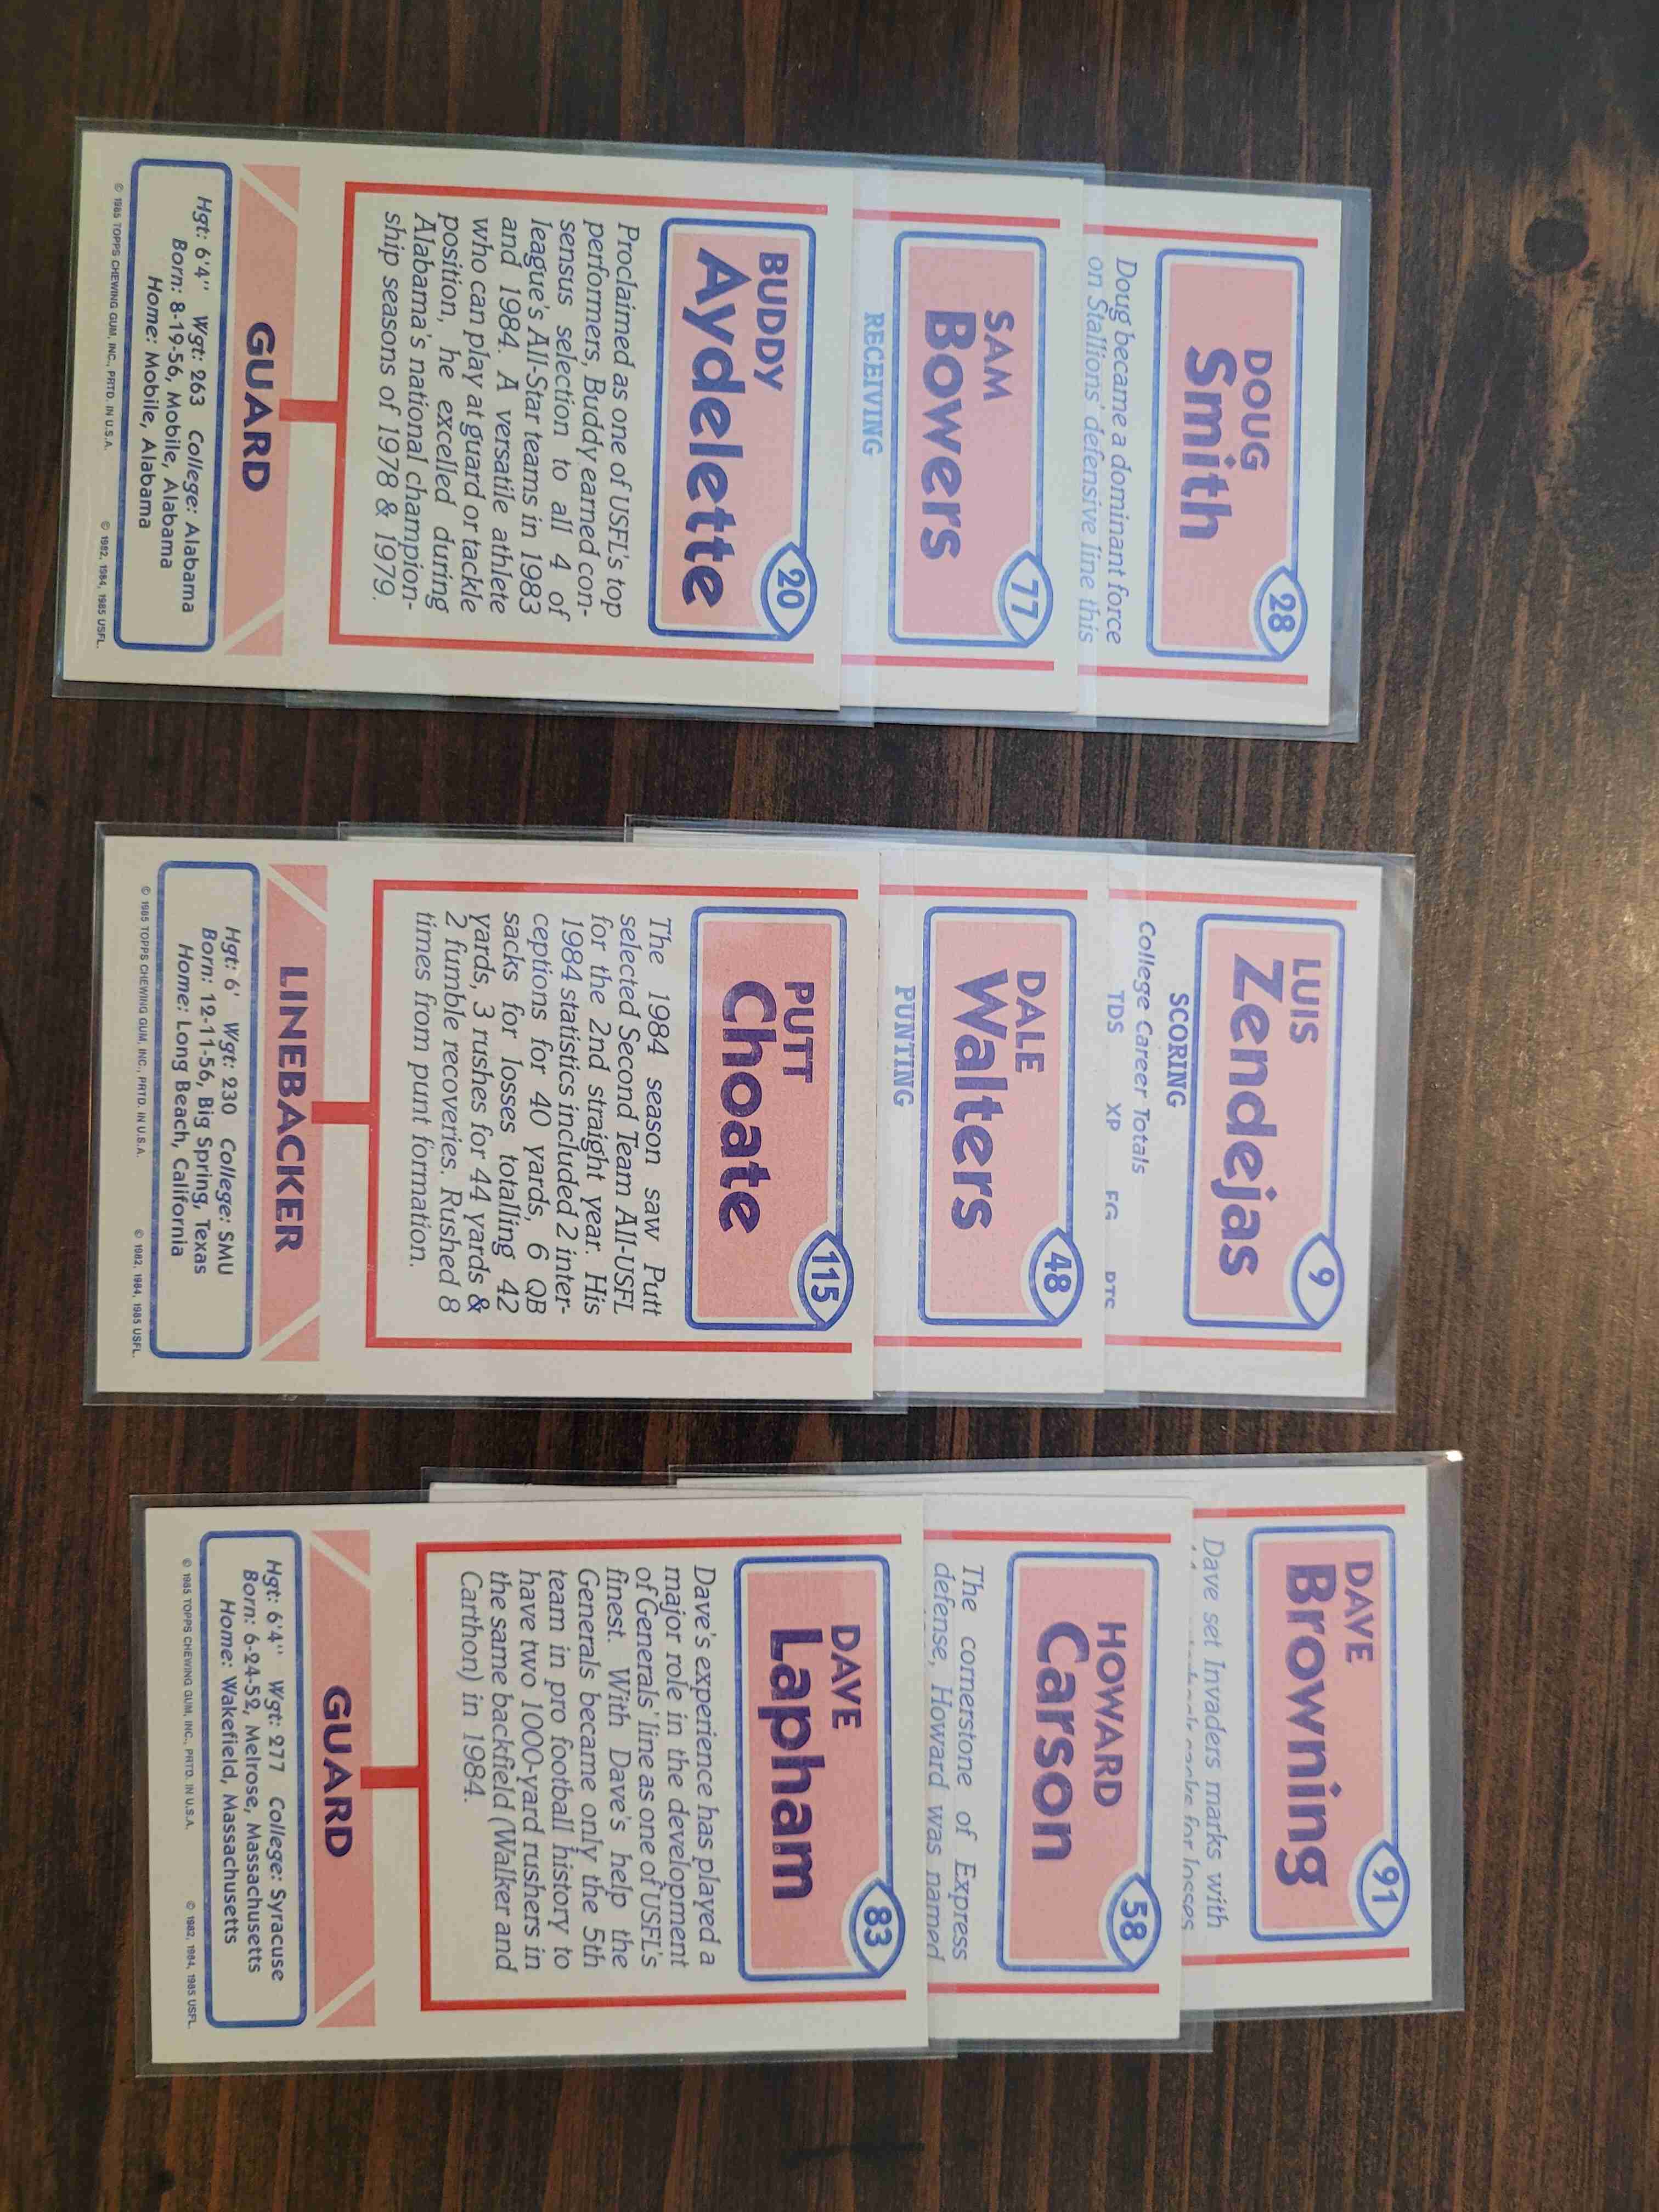 DOUG
Smith
28
Doug became a dominant force
on Stallions' defensive line this
SAM
Bowers
77
RECEIVING
BUDDY
Aydelette
20
Proclaimed as one of USFL's top
performers, Buddy earned con-
sensus selection to all 4 of
league's All-Star teams in 1983
and 1984. A versatile athlete
who can play at guard or tackle
position, he excelled during
Alabama's national champion-
ship seasons of 1978 & 1979.
GUARD
Hgt: 6'4" Wgt: 263 College: Alabama
Born: 8-19-56, Mobile, Alabama
Home: Mobile, Alabama
© 1985 TOPPS CHEWING GUM, INC., PRTD. IN U.S.A. © 1982, 1984, 1985 USFL.
LUIS
Zendejas
9
SCORING
College Career Totals
TDS XP FG PTS
DALE
Walters
48
PUNTING
PUTT
Choate
115
The 1984 season saw Putt
selected Second Team All-USFL
for the 2nd straight year. His
1984 statistics included 2 inter-
ceptions for 40 yards, 6 QB
sacks for losses totalling 42
yards, 3 rushes for 44 yards &
2 fumble recoveries. Rushed 8
times from punt formation.
LINEBACKER
Hgt: 6' Wgt: 230 College: SMU
Born: 12-11-56, Big Spring, Texas
Home: Long Beach, California
© 1985 TOPPS CHEWING GUM, INC., PRTD. IN U.S.A. © 1982, 1984, 1985 USFL.
DAVE
Browning
91
Dave set Invaders marks with
sacks for losses
HOWARD
Carson
58
The cornerstone of Express
defense, Howard was named
DAVE
Lapham
83
Dave's experience has played a
major role in the development
of Generals' line as one of USFL's
finest. With Dave's help the
Generals became only the 5th
team in pro football history to
have two 1000-yard rushers in
the same backfield (Walker and
Carthon) in 1984.
GUARD
Hgt: 6'4" Wgt: 277 College: Syracuse
Born: 6-24-52, Melrose, Massachusetts
Home: Wakefield, Massachusetts
© 1985 TOPPS CHEWING GUM, INC., PRTD. IN U.S.A. © 1982, 1984, 1985 USFL.